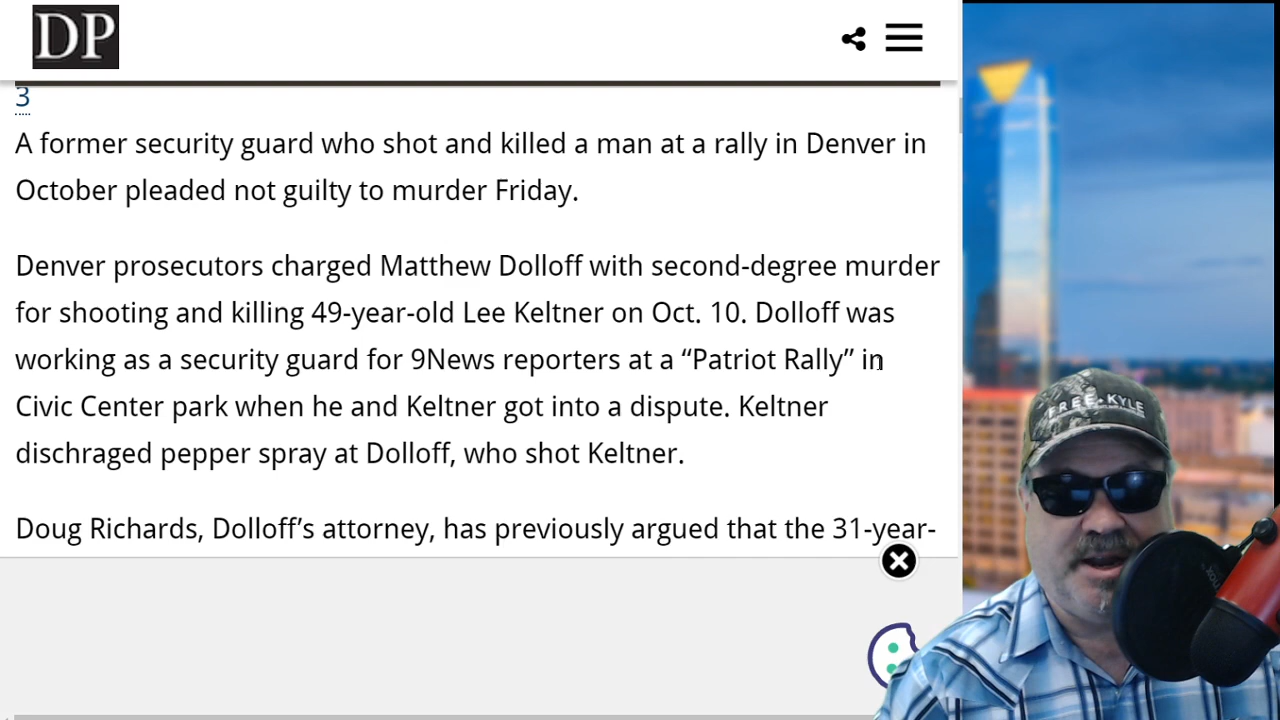 DP
3
A former security guard who shot and killed a man at a rally in Denver in
October pleaded not guilty to murder Friday.
Denver prosecutors charged Matthew Dolloff with second-degree murder
for shooting and killing 49-year-old Lee Keltner on Oct. 10. Dolloff was
working as a security guard for 9News reporters at a “Patriot Rally” in
Civic Center park when he and Keltner got into a dispute. Keltner
dischraged pepper spray at Dolloff, who shot Keltner.
Doug Richards, Dolloff’s attorney, has previously argued that the 31-year-
FREE KYLE